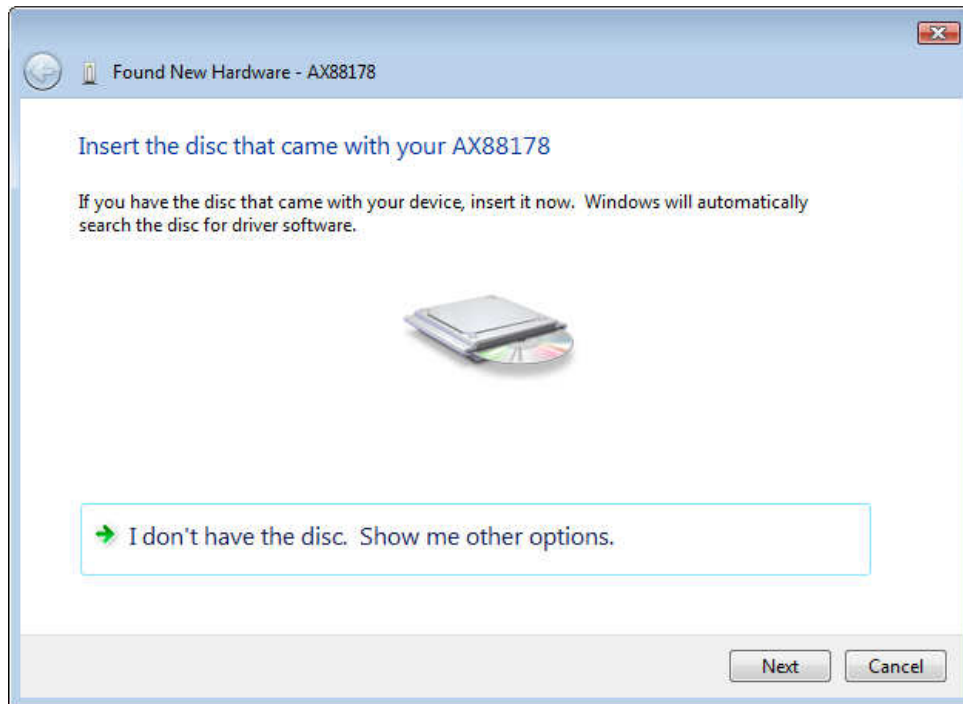 Found New Hardware - AX88178
Insert the disc that came with your AX88178
If you have the disc that came with your device, insert it now.  Windows will automatically
search the disc for driver software.
I don't have the disc.  Show me other options.
Next
Cancel